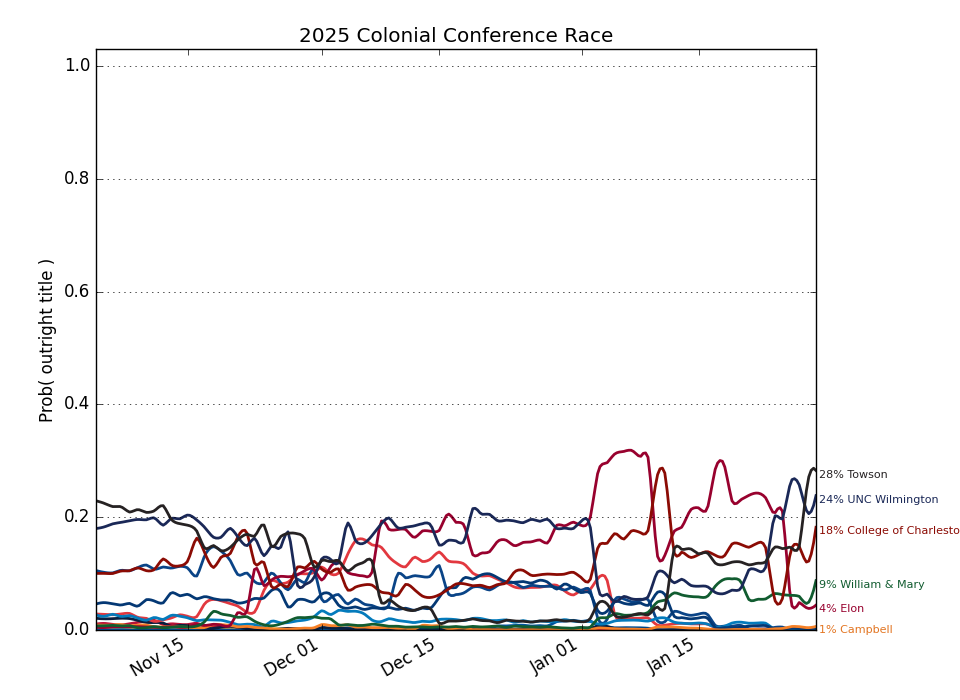 2025 Colonial Conference Race
Prob( outright title )
1.0
0.8
0.6
0.4
0.2
0.0
Nov 15
Dec 01
Dec 15
Jan 01
Jan 15
28% Towson
24% UNC Wilmington
18% College of Charlesto
9% William & Mary
4% Elon
1% Campbell